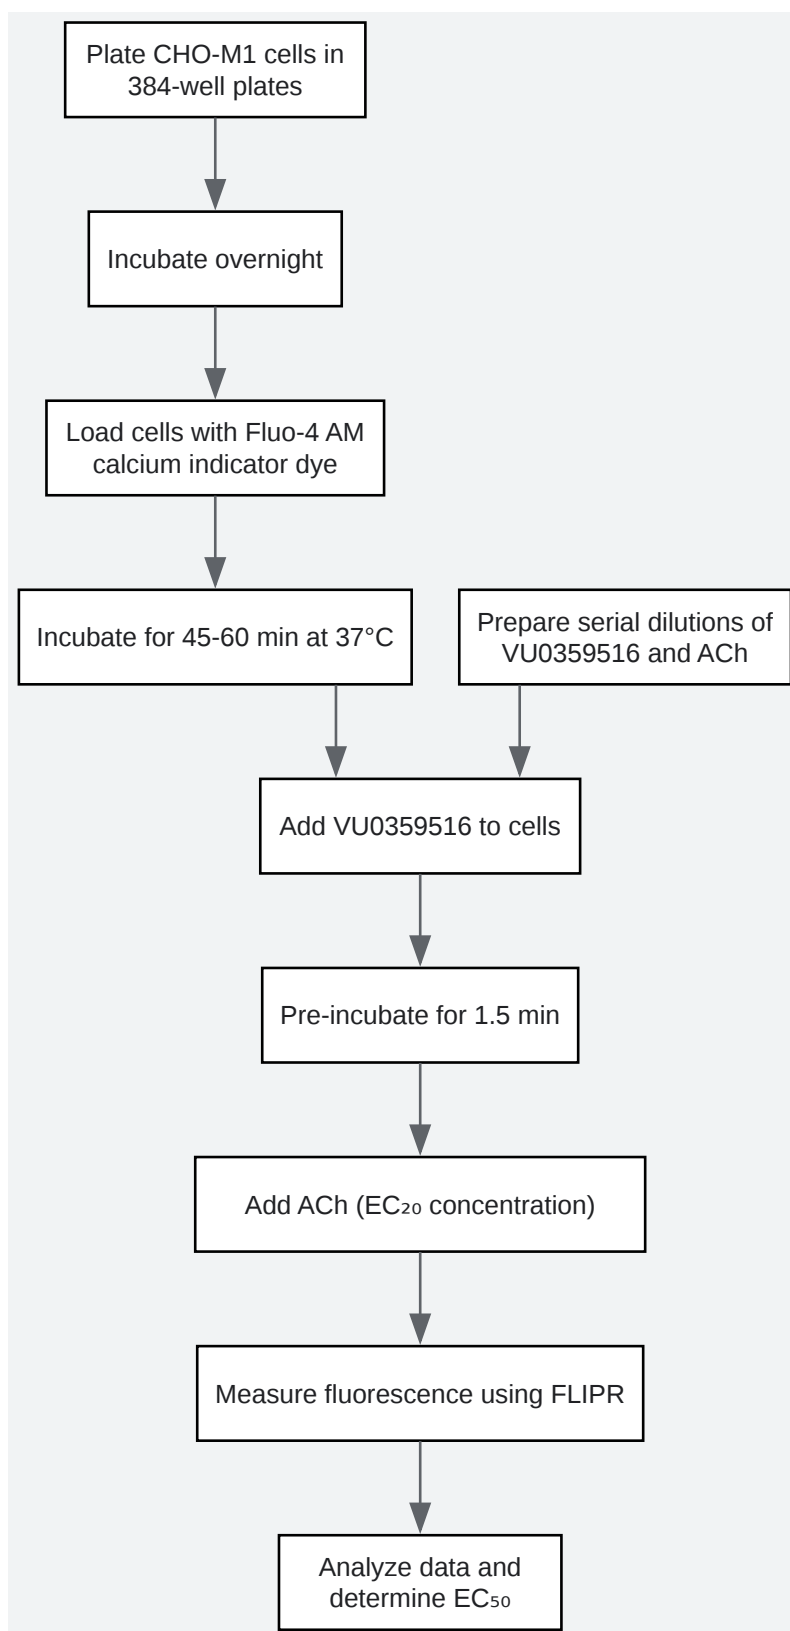 Plate CHO-M1 cells in
384-well plates
Incubate overnight
Load cells with Fluo-4 AM
calcium indicator dye
Incubate for 45-60 min at 37°C
Prepare serial dilutions of
VU0359516 and ACh
Add VU0359516 to cells
Pre-incubate for 1.5 min
Add ACh (EC₂₀ concentration)
Measure fluorescence using FLIPR
Analyze data and
determine EC₅₀